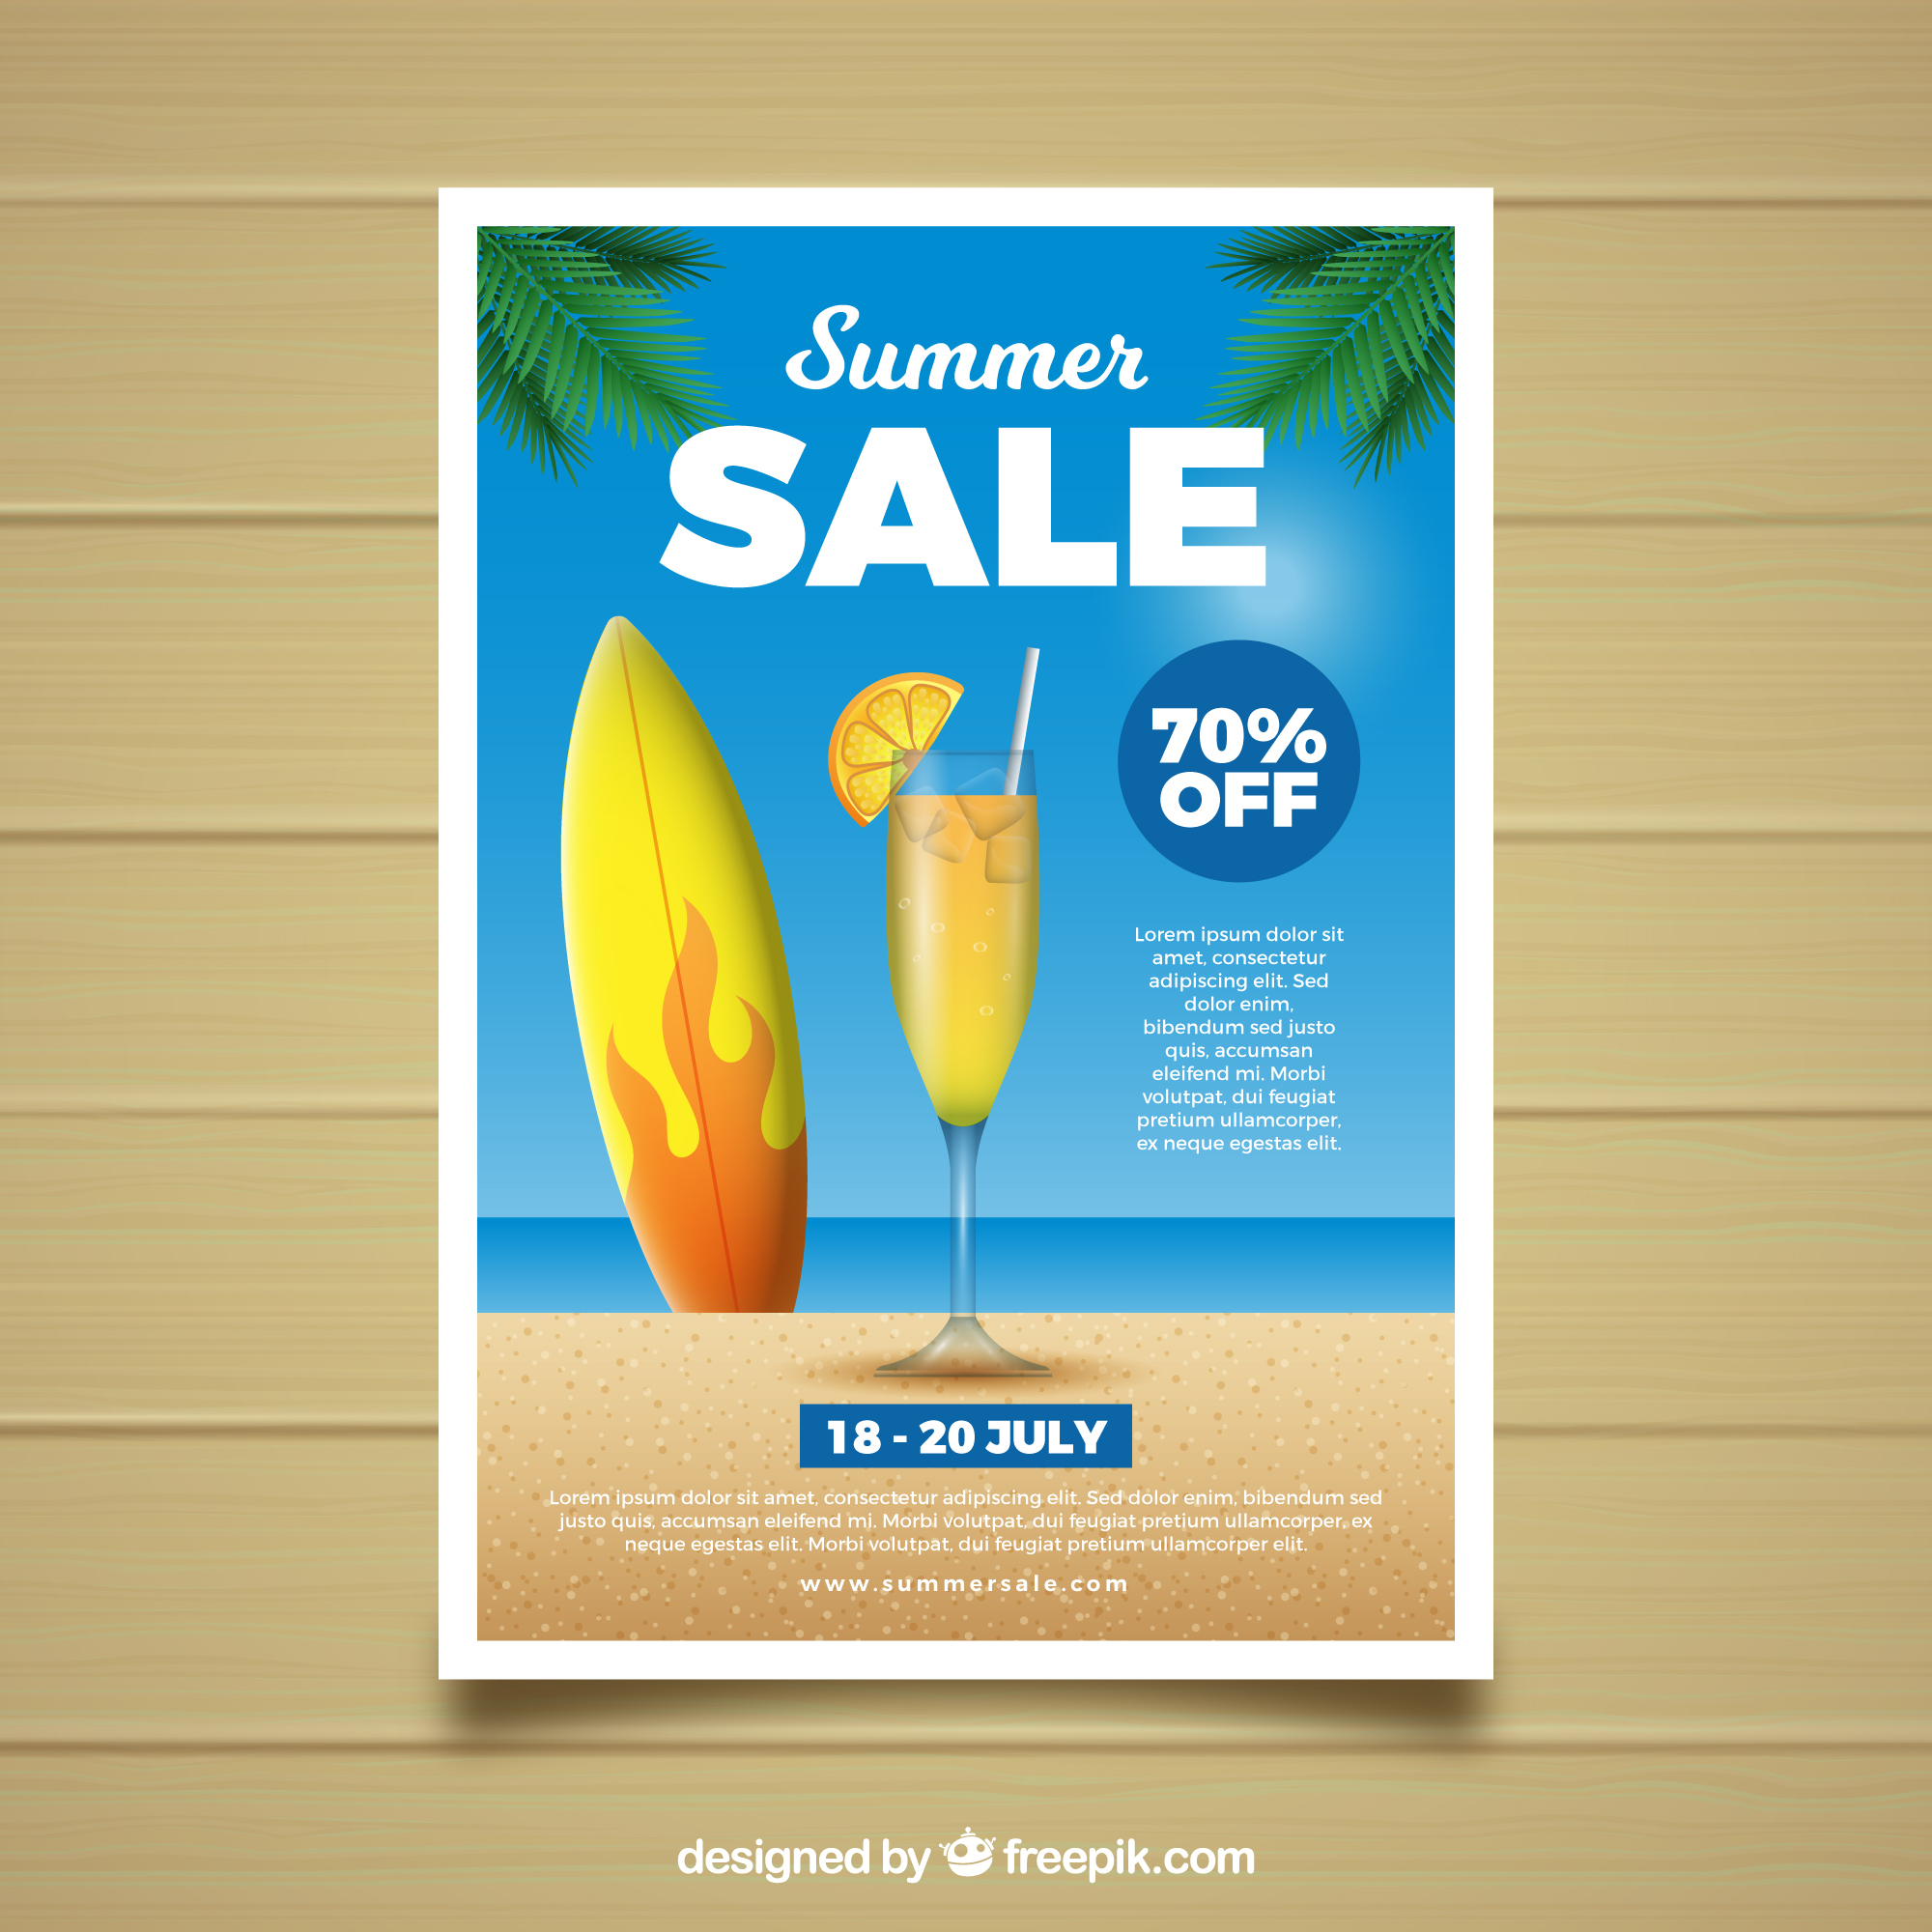 Summer
SALE
70%
OFF
Lorem ipsum dolor sit
amet, consectetur
adipiscing elit. Sed
dolor enim,
bibendum sed justo
quis, accumsan
eleifend mi. Morbi
volutpat, dui feugiat
pretium ullamcorper,
ex neque egestas elit.
18 - 20 JULY
Lorem ipsum dolor sit amet, consectetur adipiscing elit. Sed dolor enim, bibendum sed
justo quis, accumsan eleifend mi. Morbi volutpat, dui feugiat pretium ullamcorper, ex
neque egestas elit. Morbi volutpat, dui feugiat pretium ullamcorper elit.
www.summersale.com
designed by freepik.com